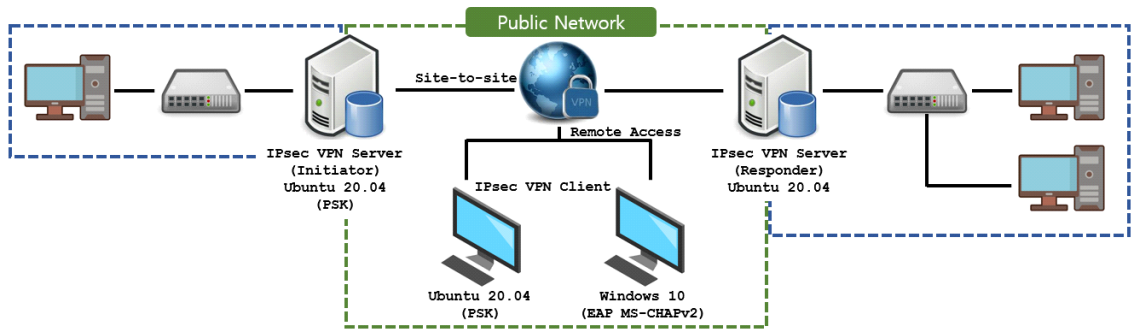 Public Network
Site-to-site
VPN
Remote Access
IPsec VPN Server
(Initiator)
Ubuntu 20.04
(PSK)
IPsec VPN Server
(Responder)
Ubuntu 20.04
IPsec VPN Client
Ubuntu 20.04
(PSK)
Windows 10
(EAP MS-CHAPv2)